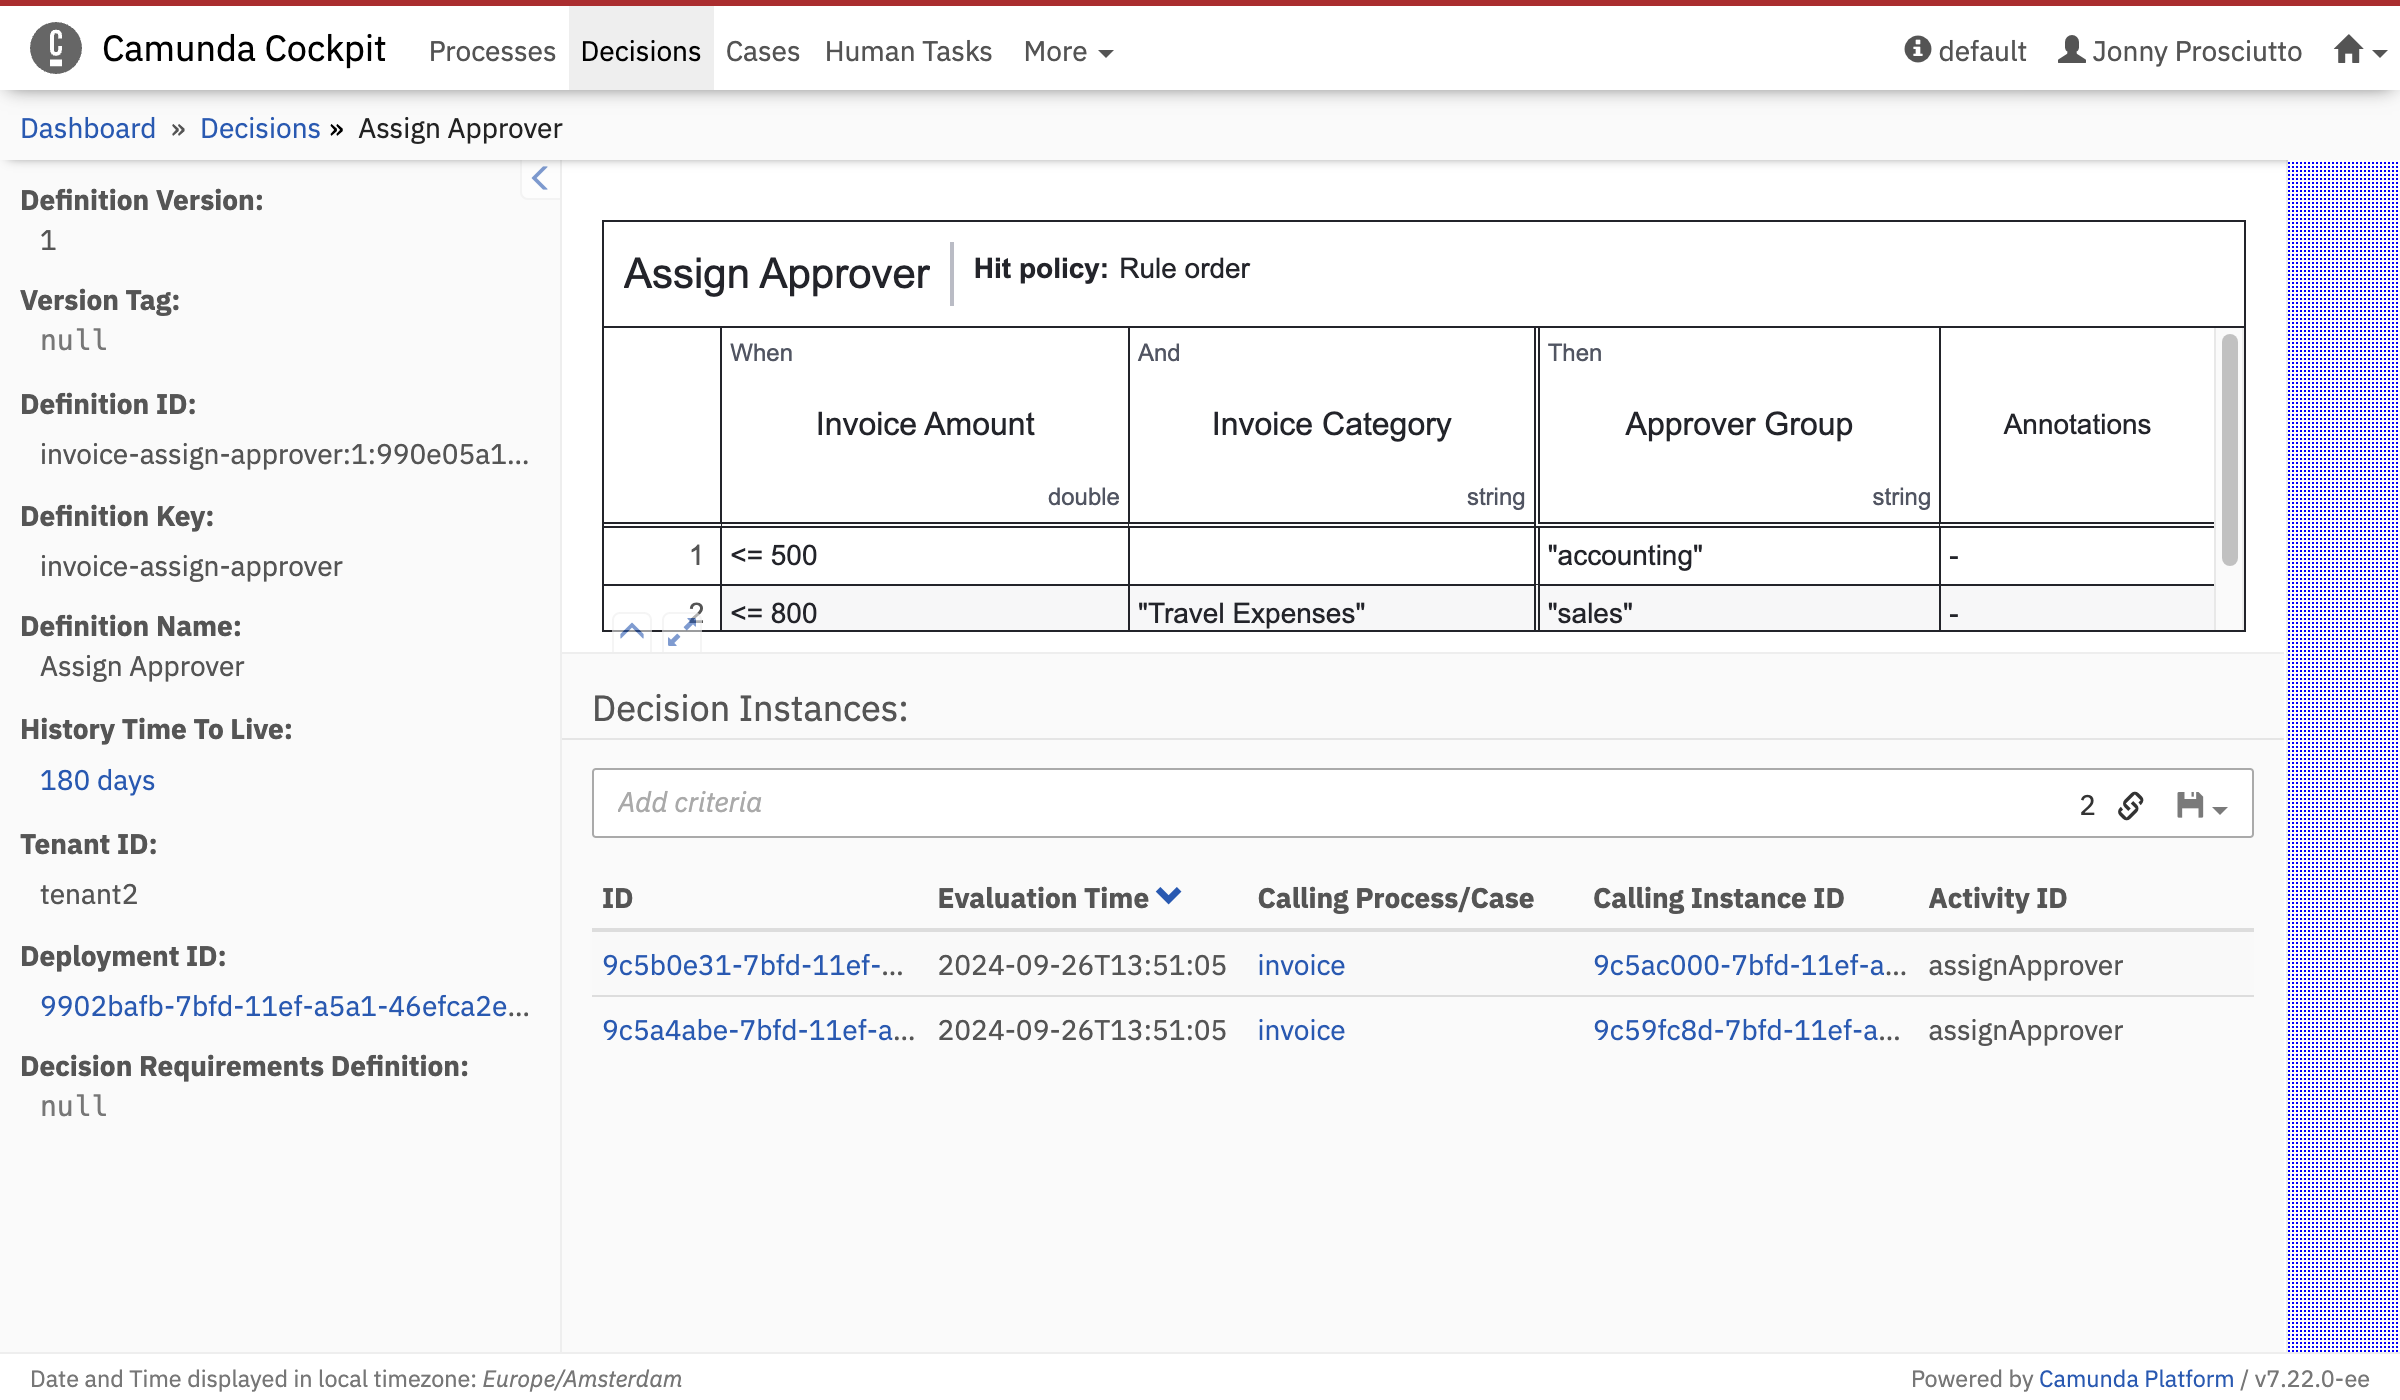 Camunda Cockpit Processes Decisions Cases Human Tasks More default Jonny Prosciutto
Dashboard » Decisions » Assign Approver
Definition Version:
1
Version Tag:
null
Definition ID:
invoice-assign-approver:1:990e05a1...
Definition Key:
invoice-assign-approver
Definition Name:
Assign Approver
History Time To Live:
180 days
Tenant ID:
tenant2
Deployment ID:
9902bafb-7bfd-11ef-a5a1-46efca2e...
Decision Requirements Definition:
null
Assign Approver Hit policy: Rule order
When And Then
Invoice Amount Invoice Category Approver Group Annotations
double string string
1 <= 500 "accounting" -
2 <= 800 "Travel Expenses" "sales" -
Decision Instances:
Add criteria 2
ID Evaluation Time Calling Process/Case Calling Instance ID Activity ID
9c5b0e31-7bfd-11ef-... 2024-09-26T13:51:05 invoice 9c5ac000-7bfd-11ef-a... assignApprover
9c5a4abe-7bfd-11ef-a... 2024-09-26T13:51:05 invoice 9c59fc8d-7bfd-11ef-a... assignApprover
Date and Time displayed in local timezone: Europe/Amsterdam Powered by Camunda Platform / v7.22.0-ee